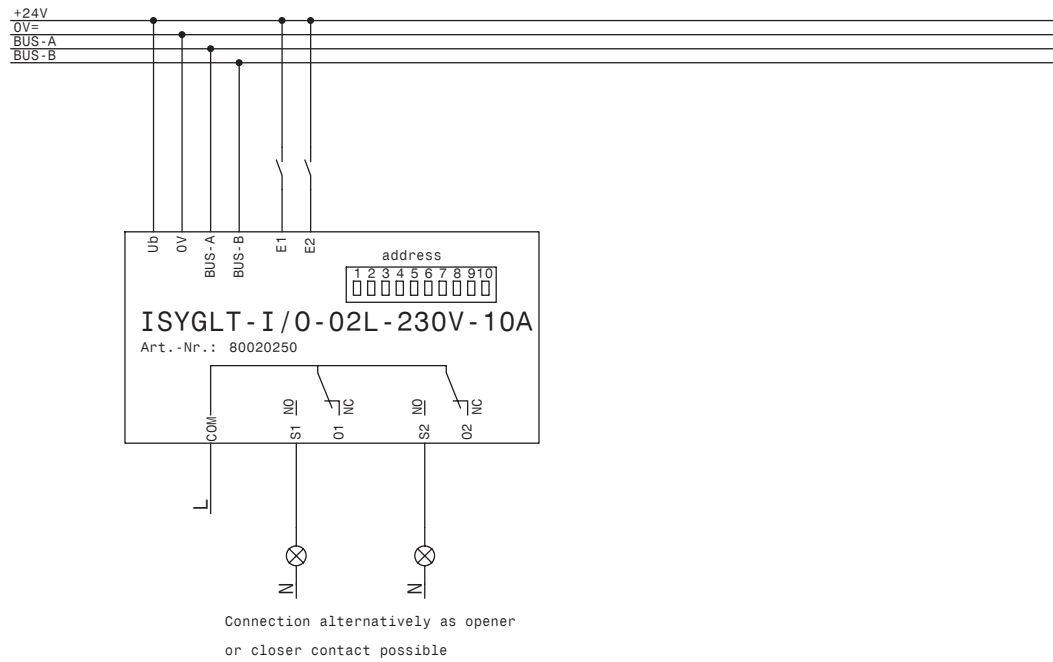 +24V
0V=
BUS-A
BUS-B
Ub
0V
BUS-A
BUS-B
E1
E2
address
1 2 3 4 5 6 7 8 9 10
ISYGLT-I/O-02L-230V-10A
Art.-Nr.: 80020250
COM
S1
NO
O1
NC
S2
NO
O2
NC
L
N
N
Connection alternatively as opener
or closer contact possible